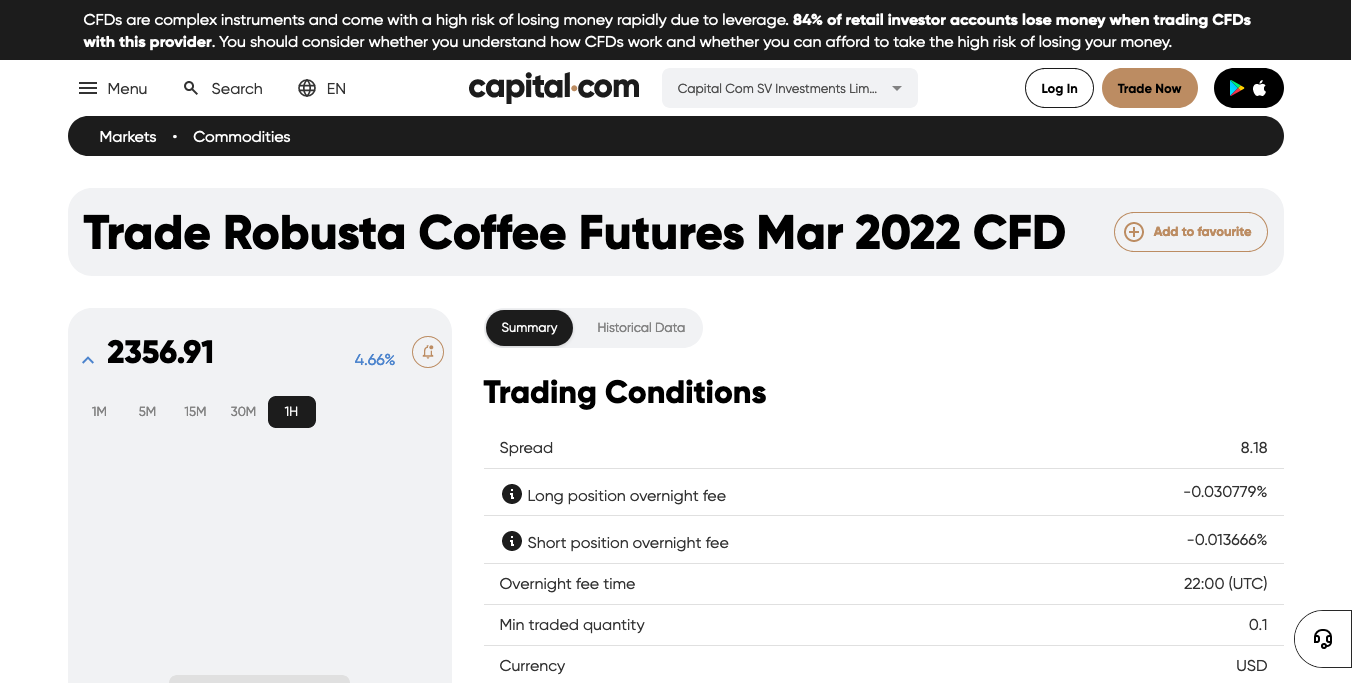 CFDs are complex instruments and come with a high risk of losing money rapidly due to leverage. 84% of retail investor accounts lose money when trading CFDs
with this provider. You should consider whether you understand how CFDs work and whether you can afford to take the high risk of losing your money.
Menu Search EN capital.com Capital Com SV Investments Lim... Log In Trade Now
Markets • Commodities
Trade Robusta Coffee Futures Mar 2022 CFD Add to favourite
2356.91 4.66%
1M 5M 15M 30M 1H
Summary Historical Data
Trading Conditions
Spread 8.18
Long position overnight fee -0.030779%
Short position overnight fee -0.013666%
Overnight fee time 22:00 (UTC)
Min traded quantity 0.1
Currency USD